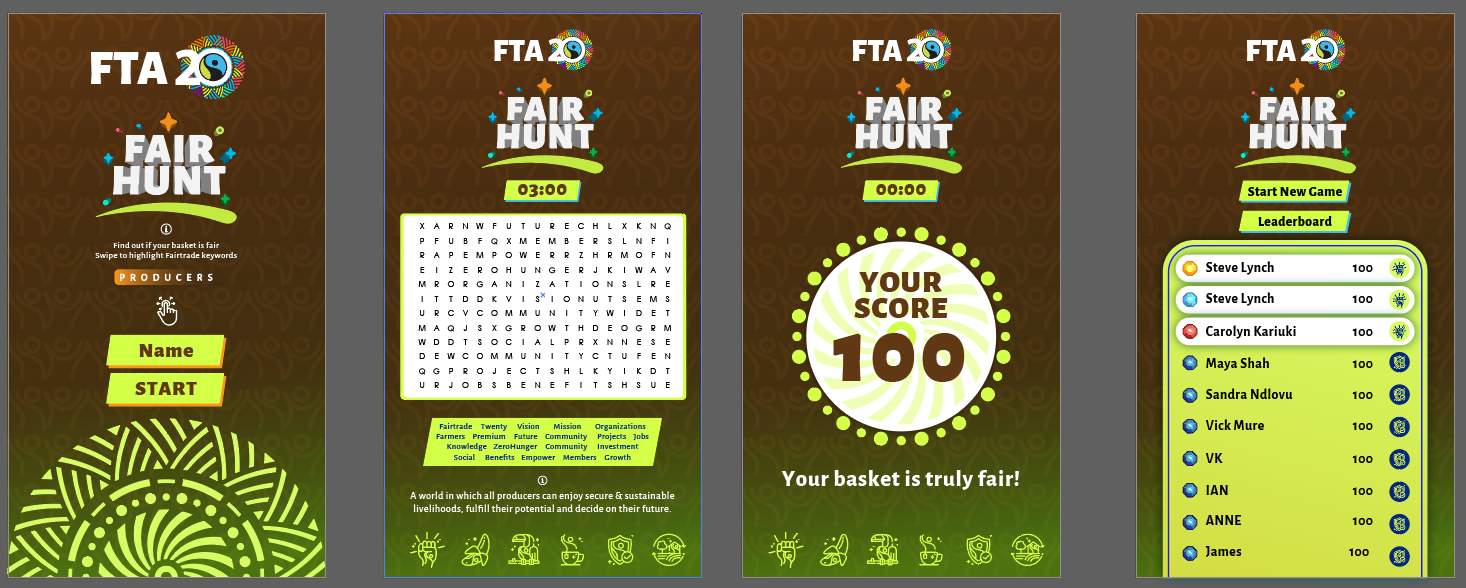 FTA 20
FAIR
HUNT
Find out if your basket is fair
Swipe to highlight Fairtrade keywords
PRODUCERS
Name
START
FTA 20
FAIR
HUNT
03:00
X A R N W F U T U R E C H L X K N Q
P F U B F Q X M E M B E R S L N F I
R A P E M P O W E R R Z H R M O F N
E I Z E R O H U N G E R J K I W A V
M R O R G A N I Z A T I O N S L R E
I T T D D K V I S I O N U T S E M S
U R C V C O M M U N I T Y W I D E T
M A Q J S X G R O W T H D E O G R M
W D D T S O C I A L P R X N N E S E
D E W C O M M U N I T Y C T U F E N
Q G P R O J E C T S H L K Y I K D T
U R J O B S B E N E F I T S H S U E
Fairtrade Twenty Vision Mission Organizations
Farmers Premium Future Community Projects Jobs
Knowledge ZeroHunger Community Investment
Social Benefits Empower Members Growth
A world in which all producers can enjoy secure & sustainable
livelihoods, fulfill their potential and decide on their future.
FTA 20
FAIR
HUNT
00:00
YOUR
SCORE
100
Your basket is truly fair!
FTA 20
FAIR
HUNT
Start New Game
Leaderboard
Steve Lynch 100
Steve Lynch 100
Carolyn Kariuki 100
Maya Shah 100
Sandra Ndlovu 100
Vick Mure 100
VK 100
IAN 100
ANNE 100
James 100